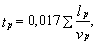 t_p = 0,017 ∑ l_p / v_p,